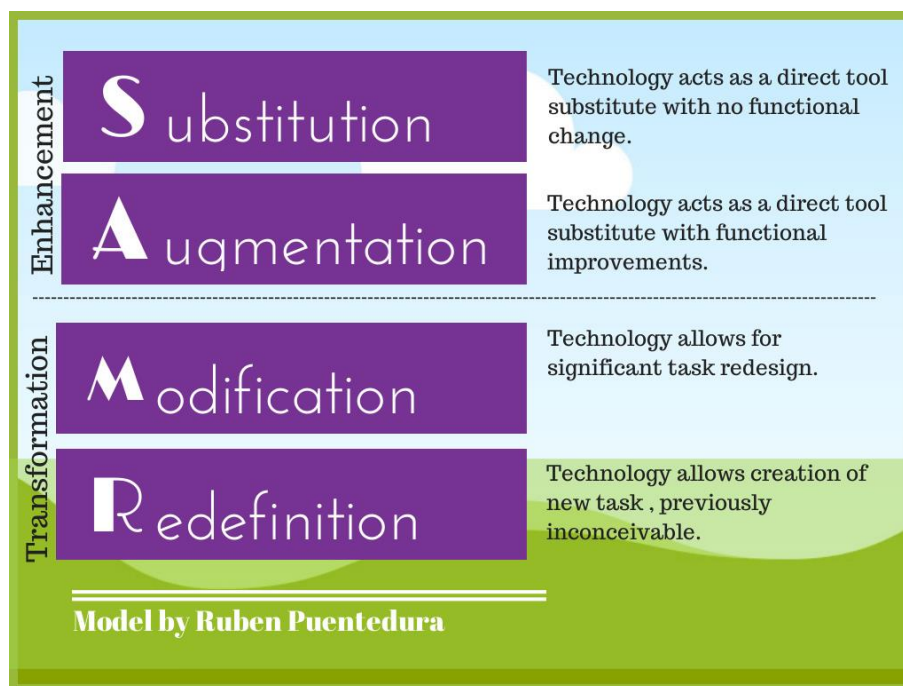 Enhancement
Substitution
Technology acts as a direct tool
substitute with no functional
change.
Augmentation
Technology acts as a direct tool
substitute with functional
improvements.
Transformation
Modification
Technology allows for
significant task redesign.
Redefinition
Technology allows creation of
new task , previously
inconceivable.
Model by Ruben Puentedura